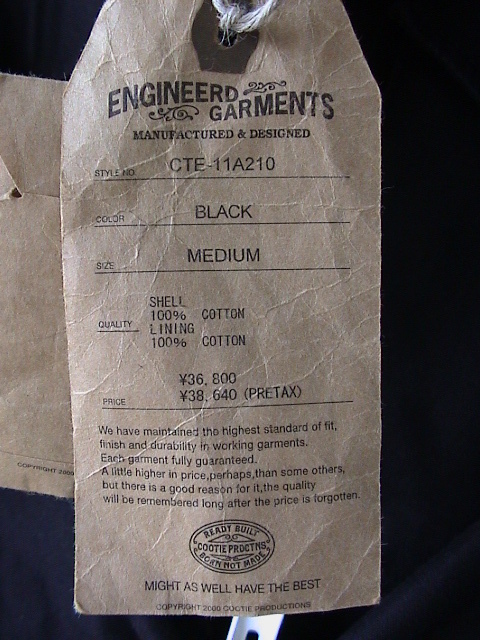 ENGINEERD GARMENTS
MANUFACTURED & DESIGNED
STYLE NO. CTE-11A210
COLOR BLACK
SIZE MEDIUM
QUALITY SHELL
100% COTTON
LINING
100% COTTON
PRICE ¥36,800
¥38,640 (PRETAX)
We have maintained the highest standard of fit,
finish and durability in working garments.
Each garment fully guaranteed.
A little higher in price,perhaps,than some others,
but there is a good reason for it,the quality
will be remembered long after the price is forgotten.
READY BUILT
COOTIE PRDCTNS
BORN NOT MADE
MIGHT AS WELL HAVE THE BEST
COPYRIGHT 2000 COOTIE PRODUCTIONS
COPYRIGHT 2000